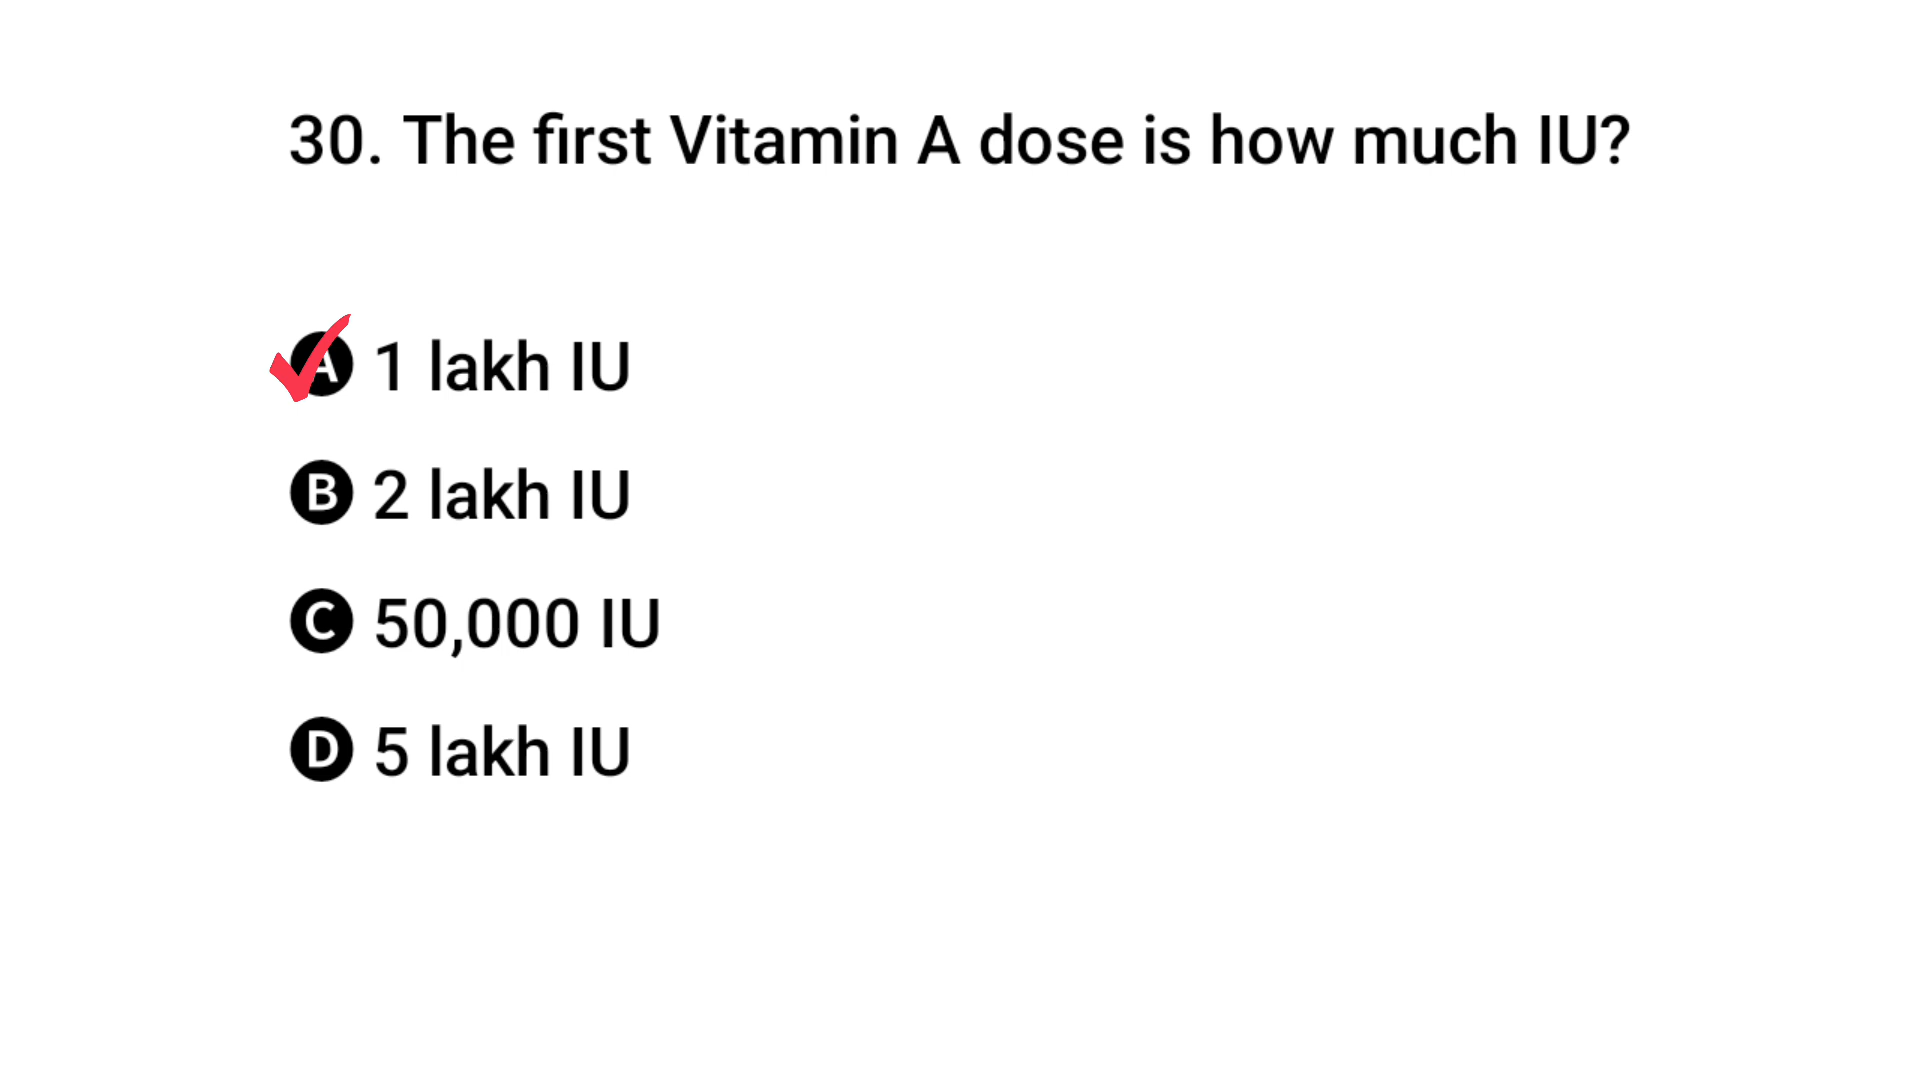 30. The first Vitamin A dose is how much IU?
A 1 lakh IU
B 2 lakh IU
C 50,000 IU
D 5 lakh IU